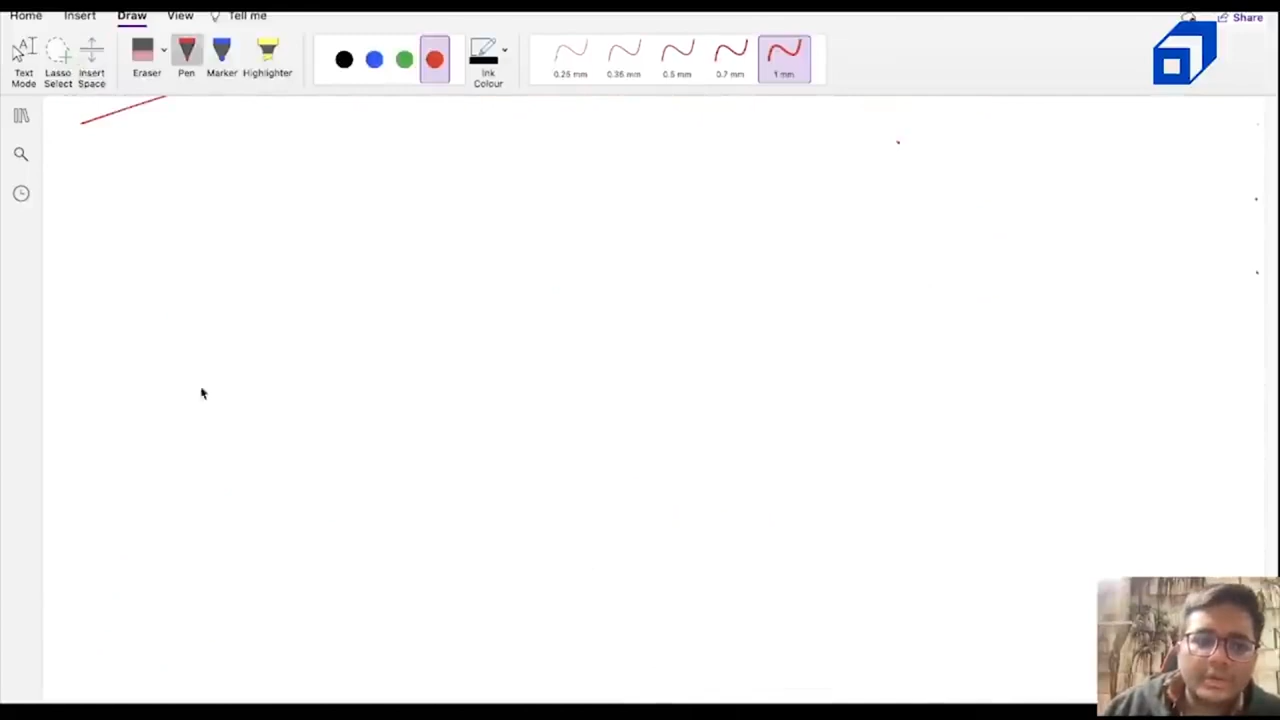 Home Insert Draw View Tell me Share
Text Mode
Lasso Select
Insert Space
Eraser
Pen
Marker
Highlighter
Ink Colour
0.25 mm
0.35 mm
0.5 mm
0.7 mm
1 mm